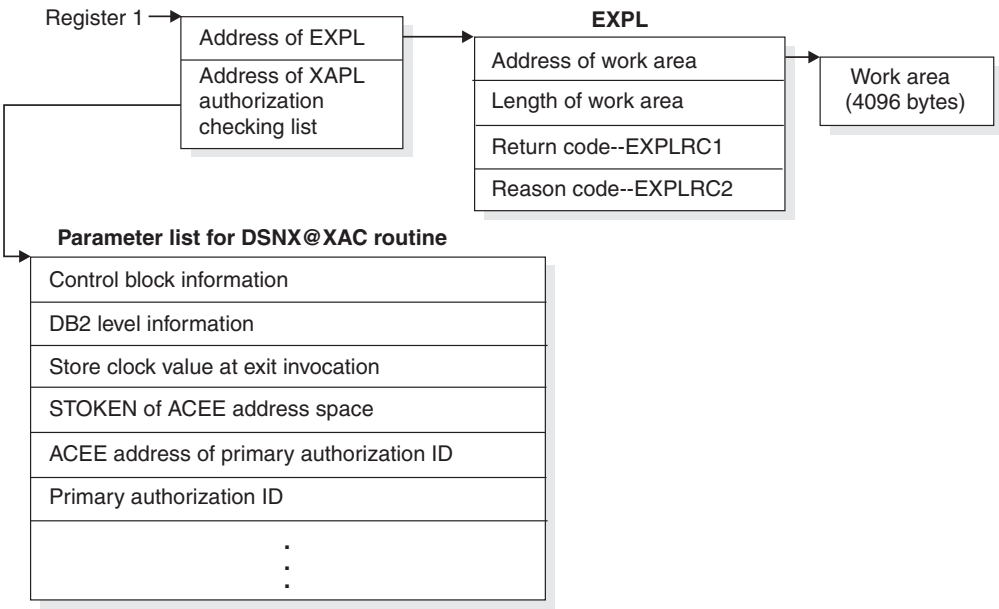 Register 1
Address of EXPL
Address of XAPL
authorization
checking list
EXPL
Address of work area
Length of work area
Return code--EXPLRC1
Reason code--EXPLRC2
Work area
(4096 bytes)
Parameter list for DSNX@XAC routine
Control block information
DB2 level information
Store clock value at exit invocation
STOKEN of ACEE address space
ACEE address of primary authorization ID
Primary authorization ID
.
.
.